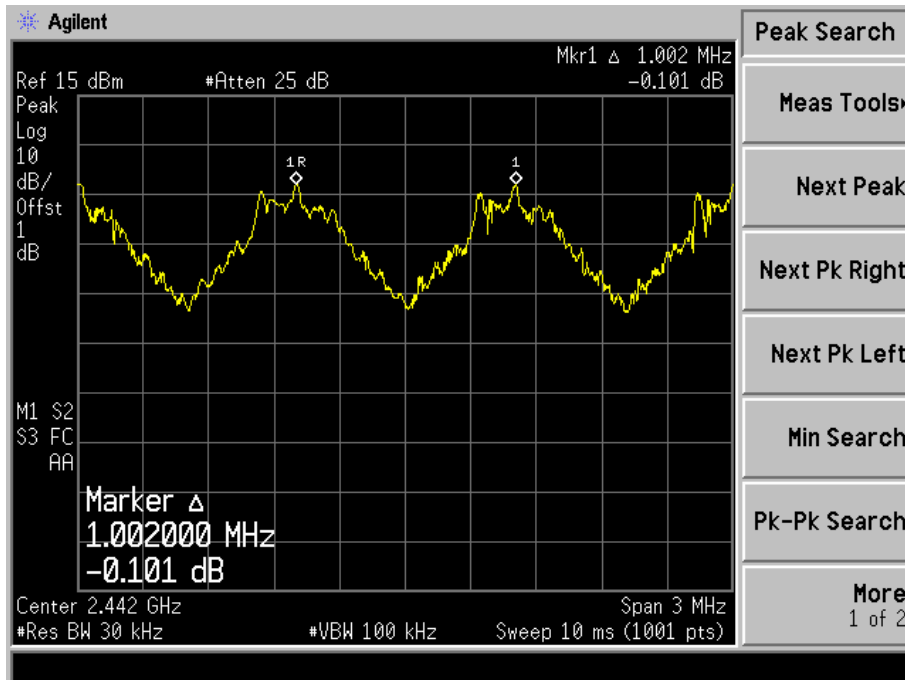 Agilent
Peak Search
Mkr1 Δ 1.002 MHz
Ref 15 dBm #Atten 25 dB -0.101 dB
Peak
Log
10
dB/
Offst
1
dB
1R
1
M1 S2
S3 FC
AA
Marker Δ
1.002000 MHz
-0.101 dB
Center 2.442 GHz Span 3 MHz
#Res BW 30 kHz #VBW 100 kHz Sweep 10 ms (1001 pts)
Meas Tools
Next Peak
Next Pk Right
Next Pk Left
Min Search
Pk-Pk Search
More
1 of 2